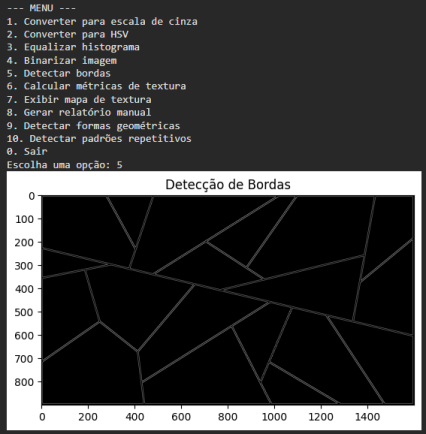 --- MENU ---
1. Converter para escala de cinza
2. Converter para HSV
3. Equalizar histograma
4. Binarizar imagem
5. Detectar bordas
6. Calcular métricas de textura
7. Exibir mapa de textura
8. Gerar relatório manual
9. Detectar formas geométricas
10. Detectar padrões repetitivos
0. Sair
Escolha uma opção: 5
Detecção de Bordas
0
100
200
300
400
500
600
700
800
0 200 400 600 800 1000 1200 1400